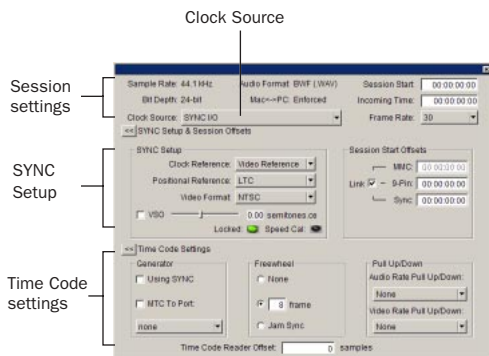 Clock Source
Session settings
SYNC Setup
Time Code settings
Sample Rate: 44.1 kHz Audio Format: BWF (.WAV) Session Start: 00:00:00:00
Bit Depth: 24-bit Mac<->PC: Enforced Incoming Time: 00:00:00:00
Clock Source: SYNC I/O Frame Rate: 30
<< SYNC Setup & Session Offsets
SYNC Setup
Clock Reference: Video Reference
Positional Reference: LTC
Video Format: NTSC
VSO 0.00 semitones.ce
Locked: Speed Cal:
Session Start Offsets
MMC: 00:00:00:00
Link 9-Pin: 00:00:00:00
Sync: 00:00:00:00
<< Time Code Settings
Generator
Using SYNC
MTC To Port:
none
Freewheel
None
8 frame
Jam Sync
Pull Up/Down
Audio Rate Pull Up/Down:
None
Video Rate Pull Up/Down:
None
Time Code Reader Offset: 0 samples